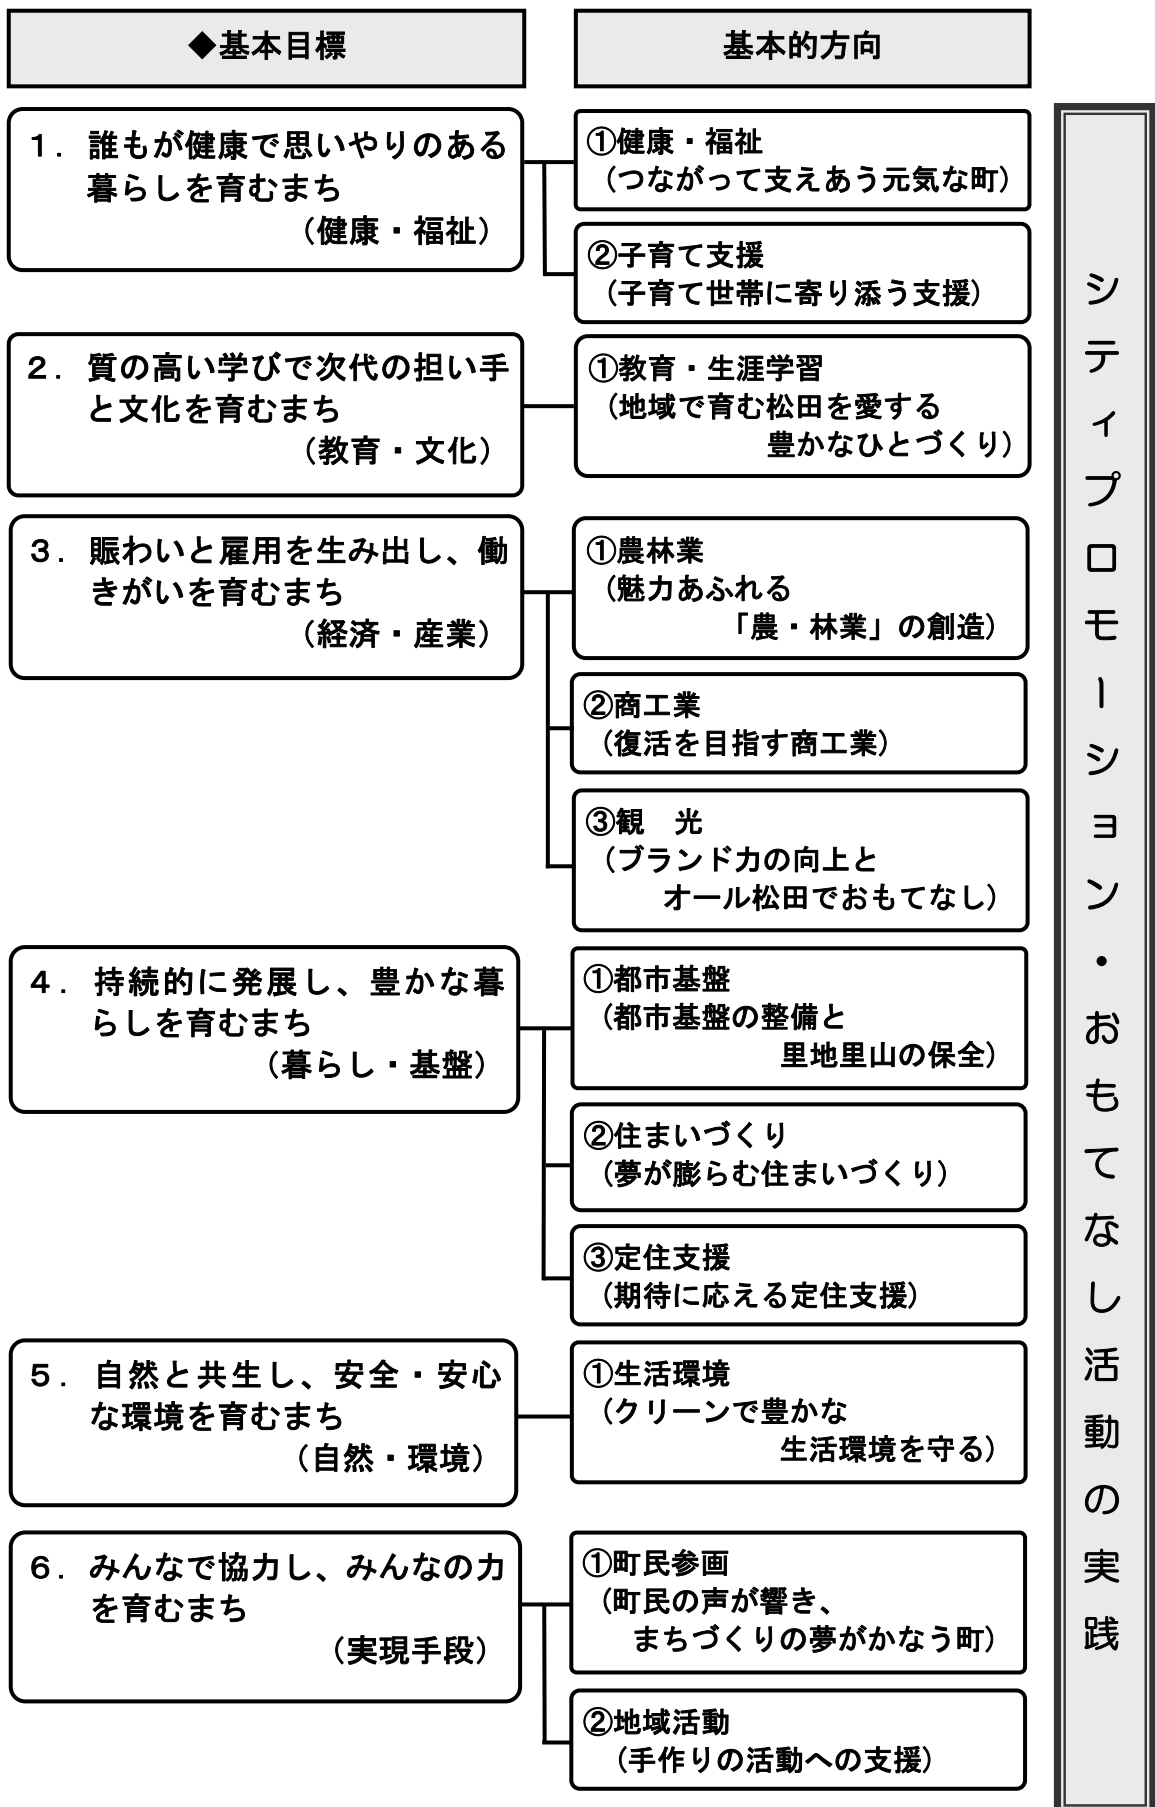 ◆基本目標
基本的方向
１．誰もが健康で思いやりのある
暮らしを育むまち
（健康・福祉）
①健康・福祉
（つながって支えあう元気な町）
②子育て支援
（子育て世帯に寄り添う支援）
２．質の高い学びで次代の担い手
と文化を育むまち
（教育・文化）
①教育・生涯学習
（地域で育む松田を愛する
豊かなひとづくり）
３．賑わいと雇用を生み出し、働
きがいを育むまち
（経済・産業）
①農林業
（魅力あふれる
「農・林業」の創造）
②商工業
（復活を目指す商工業）
③観　光
（ブランド力の向上と
オール松田でおもてなし）
４．持続的に発展し、豊かな暮
らしを育むまち
（暮らし・基盤）
①都市基盤
（都市基盤の整備と
里地里山の保全）
②住まいづくり
（夢が膨らむ住まいづくり）
③定住支援
（期待に応える定住支援）
５．自然と共生し、安全・安心
な環境を育むまち
（自然・環境）
①生活環境
（クリーンで豊かな
生活環境を守る）
６．みんなで協力し、みんなの力
を育むまち
（実現手段）
①町民参画
（町民の声が響き、
まちづくりの夢がかなう町）
②地域活動
（手作りの活動への支援）
シティプロモーション・おもてなし活動の実践